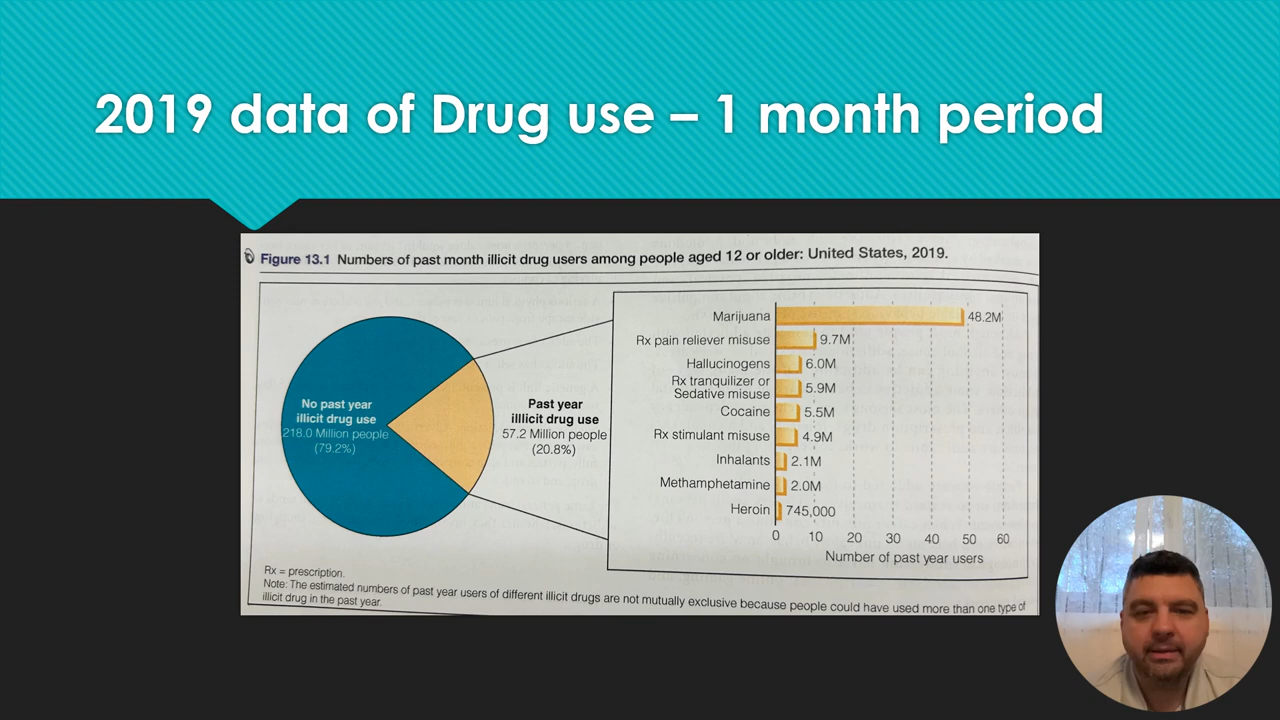 2019 data of Drug use – 1 month period
Figure 13.1 Numbers of past month illicit drug users among people aged 12 or older: United States, 2019.
No past year
illicit drug use
218.0 Million people
(79.2%)
Past year
illlicit drug use
57.2 Million people
(20.8%)
Marijuana 48.2M
Rx pain reliever misuse 9.7M
Hallucinogens 6.0M
Rx tranquilizer or
Sedative misuse 5.9M
Cocaine 5.5M
Rx stimulant misuse 4.9M
Inhalants 2.1M
Methamphetamine 2.0M
Heroin 745,000
0 10 20 30 40 50 60
Number of past year users
Rx = prescription.
Note: The estimated numbers of past year users of different illicit drugs are not mutually exclusive because people could have used more than one type of
illicit drug in the past year.